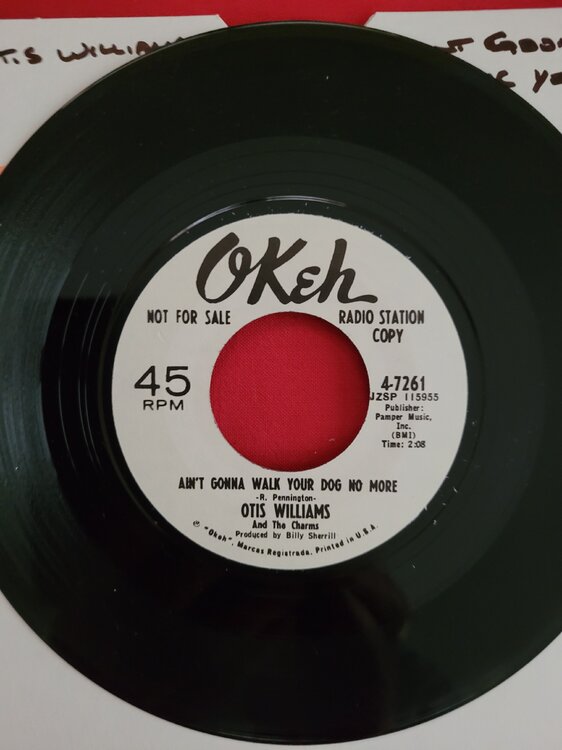 WILLIAM
OKeh
NOT FOR SALE
RADIO STATION
COPY
45
RPM
4-7261
JZSP 115955
Publisher:
Pamper Music,
Inc.
(BMI)
Time: 2:08
AIN'T GONNA WALK YOUR DOG NO MORE
-R. Pennington-
OTIS WILLIAMS
And The Charms
Produced by Billy Sherrill
℗ "Okeh", Marcas Registrada. Printed in U.S.A.